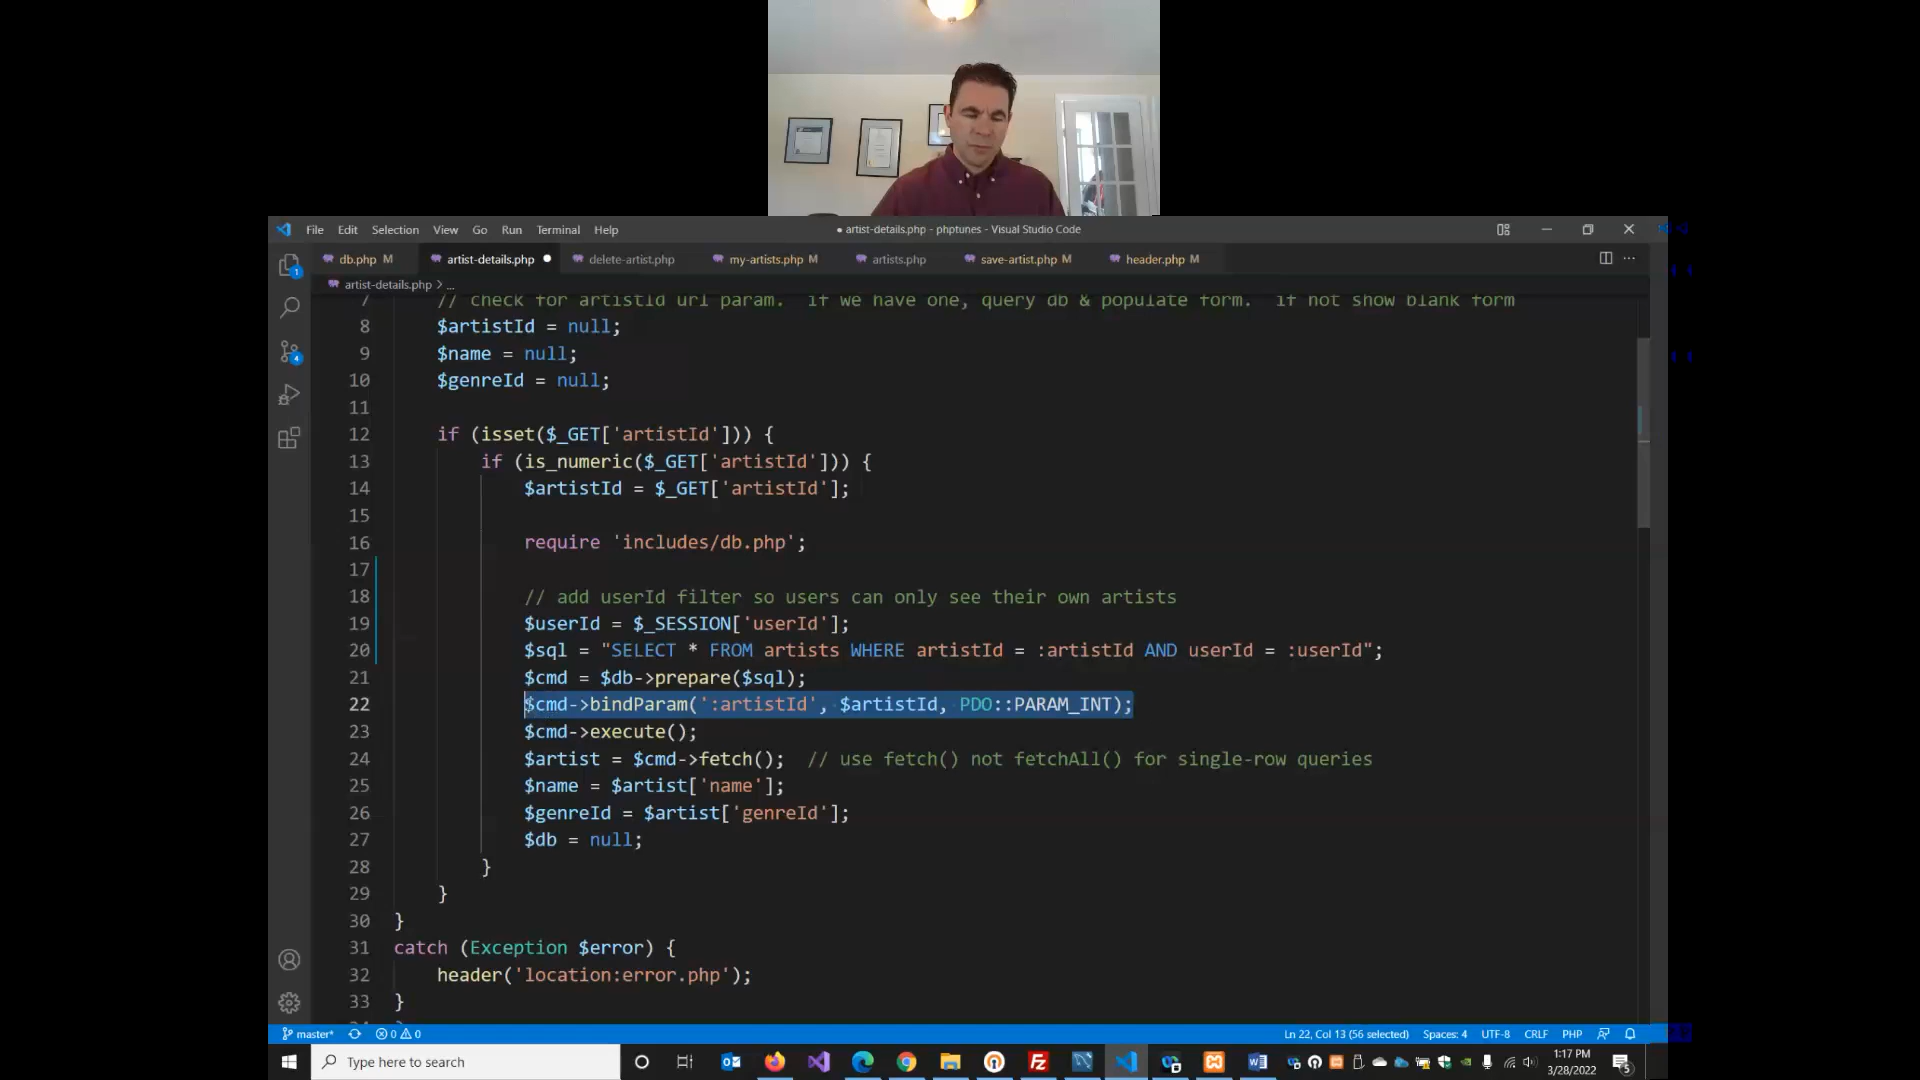 File Edit Selection View Go Run Terminal Help
● artist-details.php - phptunes - Visual Studio Code
db.php M
artist-details.php ●
delete-artist.php
my-artists.php M
artists.php
save-artist.php M
header.php M
artist-details.php > ...
7 // check for artistId url param.  if we have one, query db & populate form.  if not show blank form
8 $artistId = null;
9 $name = null;
10 $genreId = null;
11
12 if (isset($_GET['artistId'])) {
13 if (is_numeric($_GET['artistId'])) {
14 $artistId = $_GET['artistId'];
15
16 require 'includes/db.php';
17
18 // add userId filter so users can only see their own artists
19 $userId = $_SESSION['userId'];
20 $sql = "SELECT * FROM artists WHERE artistId = :artistId AND userId = :userId";
21 $cmd = $db->prepare($sql);
22 $cmd->bindParam(':artistId', $artistId, PDO::PARAM_INT);
23 $cmd->execute();
24 $artist = $cmd->fetch();  // use fetch() not fetchAll() for single-row queries
25 $name = $artist['name'];
26 $genreId = $artist['genreId'];
27 $db = null;
28 }
29 }
30 }
31 catch (Exception $error) {
32 header('location:error.php');
33 }
master* 0 0
Ln 22, Col 13 (56 selected) Spaces: 4 UTF-8 CRLF PHP
Type here to search
1:17 PM
3/28/2022